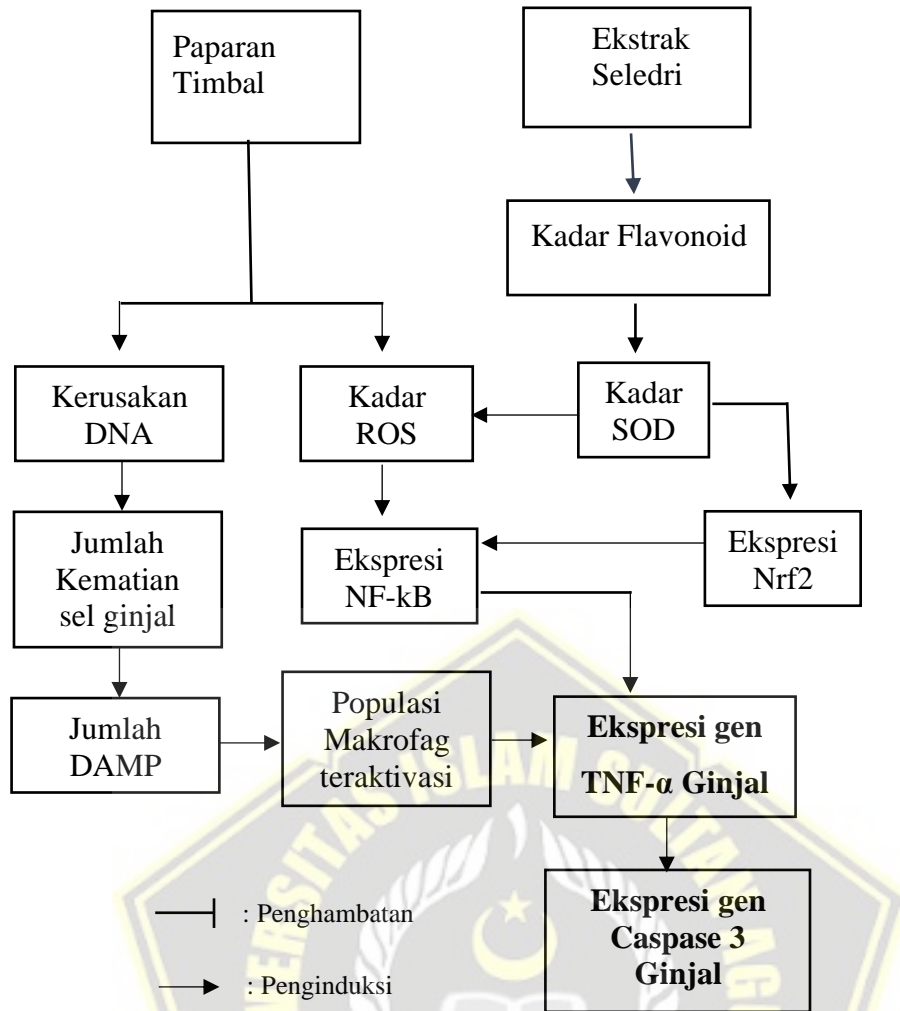 Paparan
Timbal
Ekstrak
Seledri
Kadar Flavonoid
Kerusakan
DNA
Kadar
ROS
Kadar
SOD
Jumlah
Kematian
sel ginjal
Ekspresi
NF-kB
Ekspresi
Nrf2
Jumlah
DAMP
Populasi
Makrofag
teraktivasi
Ekspresi gen
TNF-α Ginjal
Ekspresi gen
Caspase 3
Ginjal
: Penghambatan
: Penginduksi